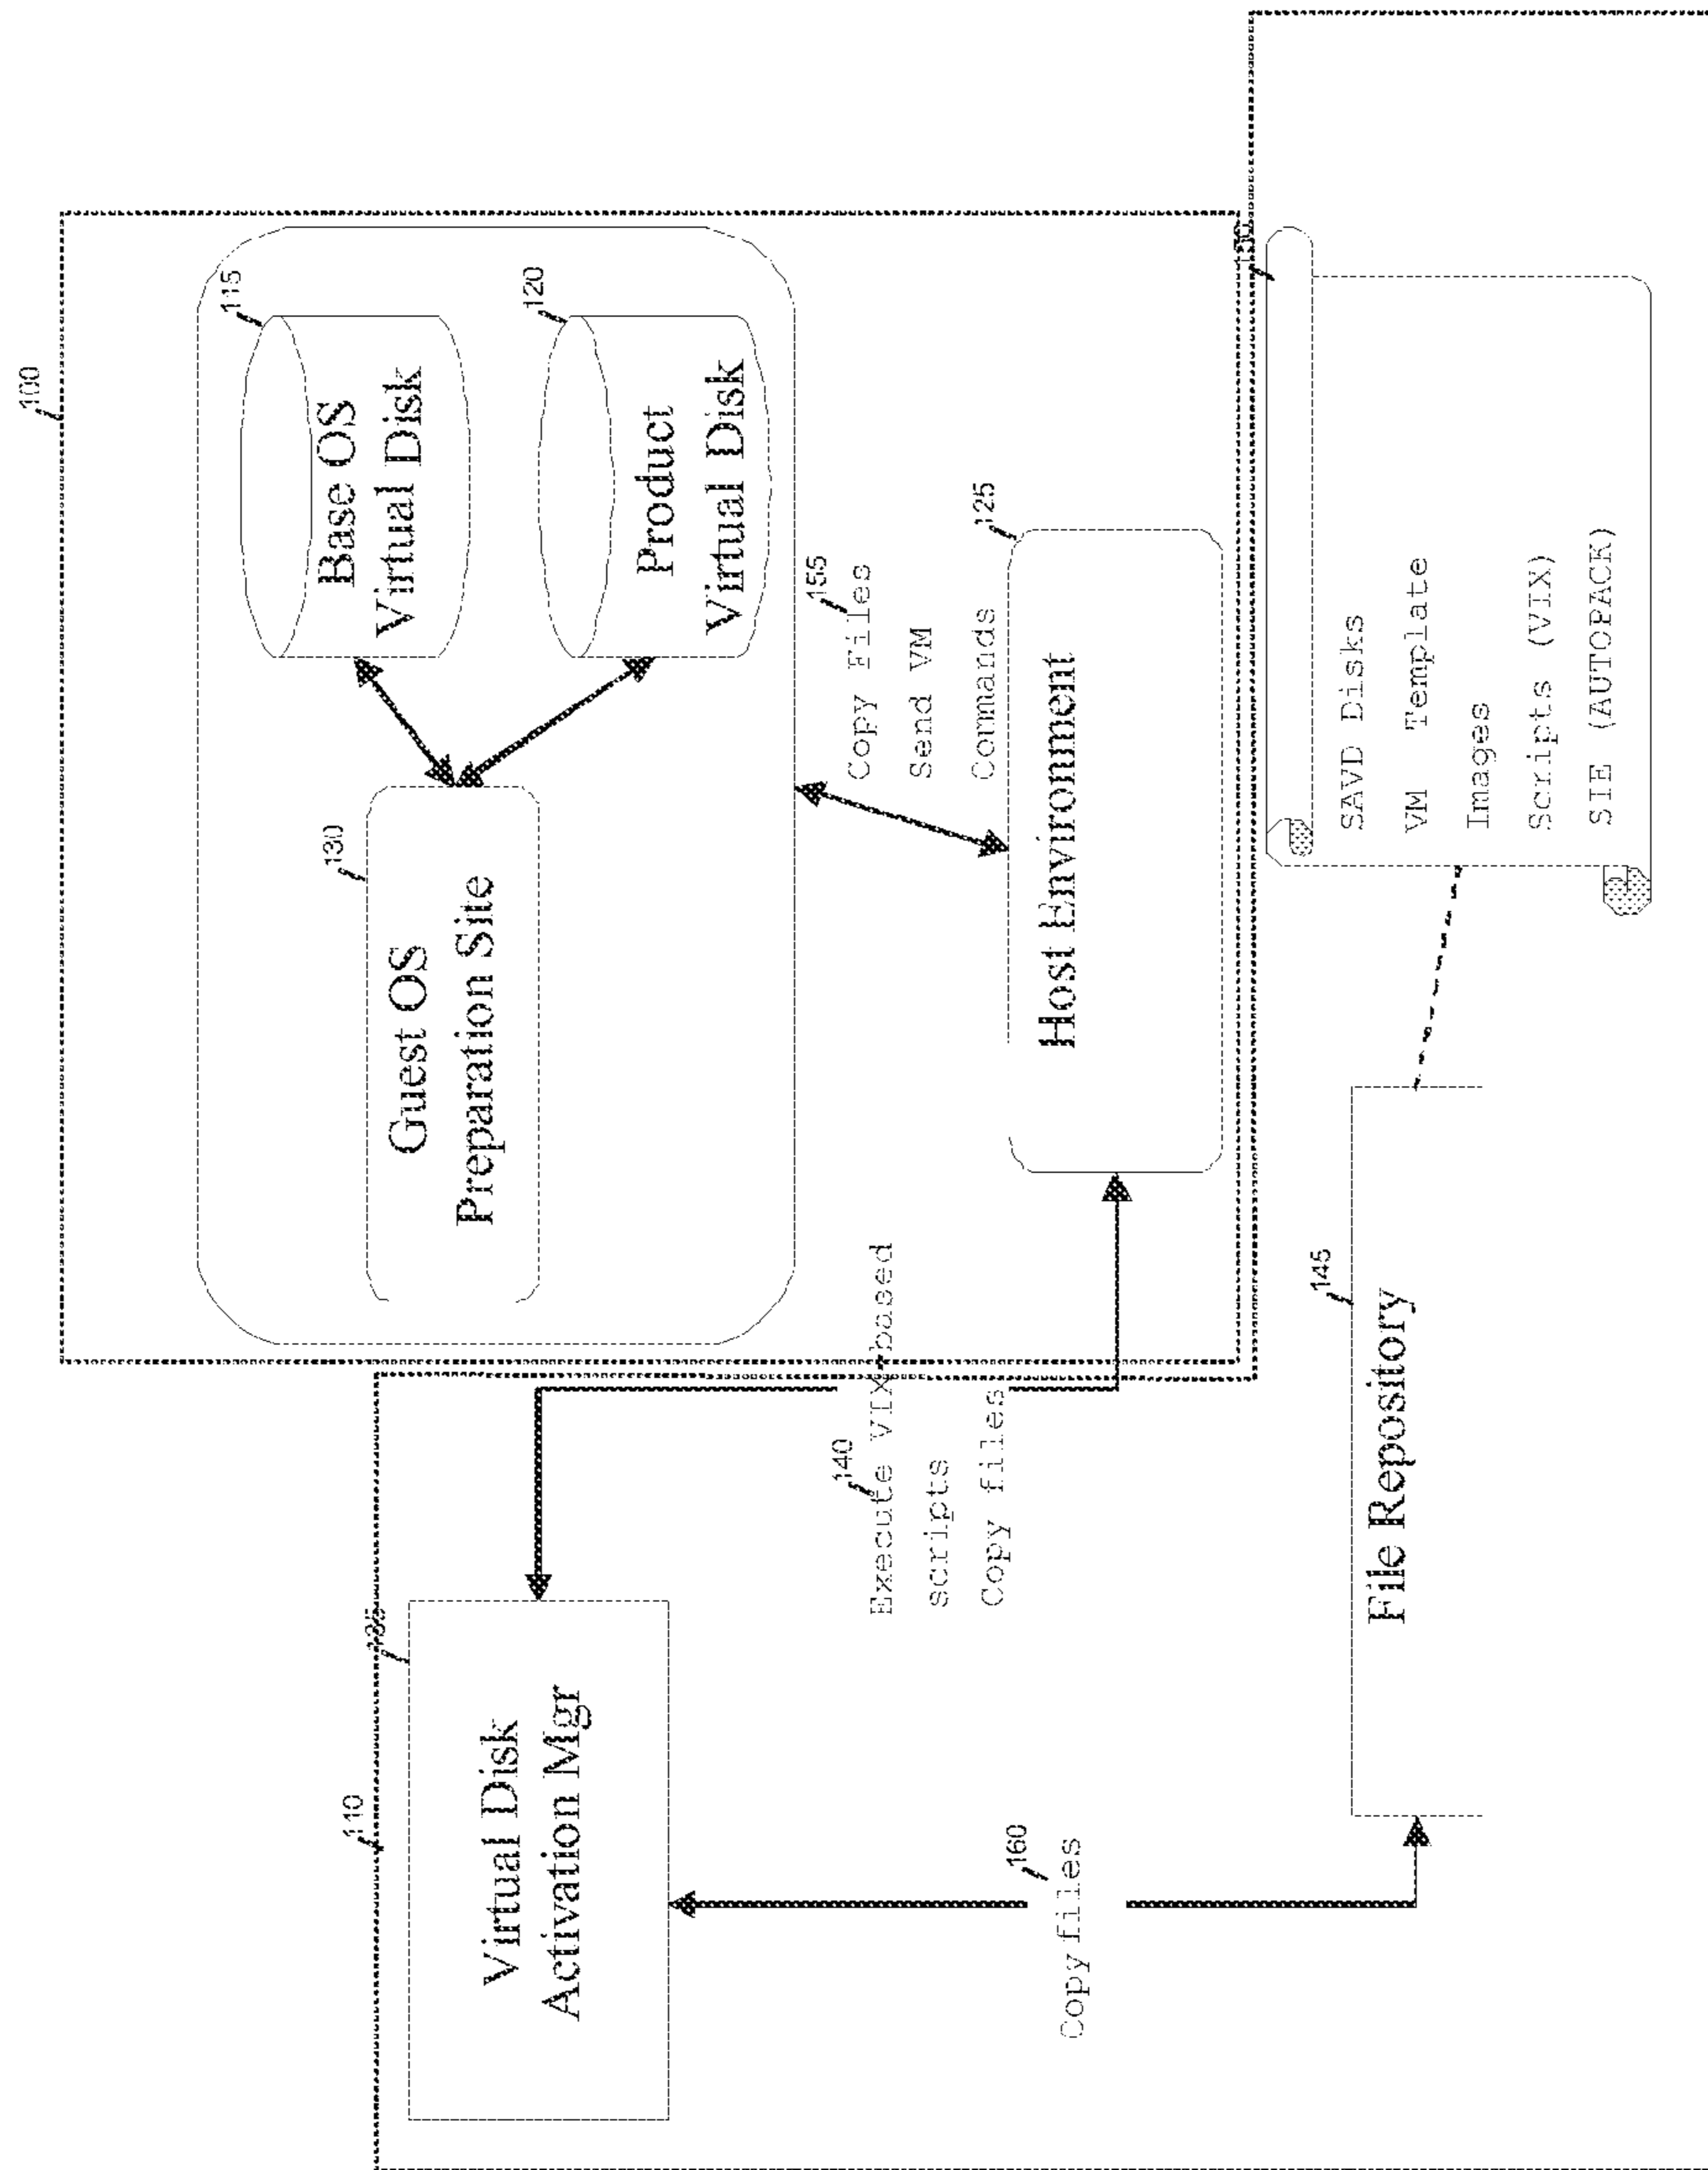 100
110
Virtual Disk
Activation Mgr
130
Guest OS
Preparation Site
115
Base OS
Virtual Disk
120
Product
Virtual Disk
140
Execute VIX-based
scripts
Copy files
155
Copy Files
Send VM
Commands
125
Host Environment
160
Copy files
145
File Repository
SAVD Disks
VM Template
Images
Scripts (VIX)
SIE (AUTOPACK)